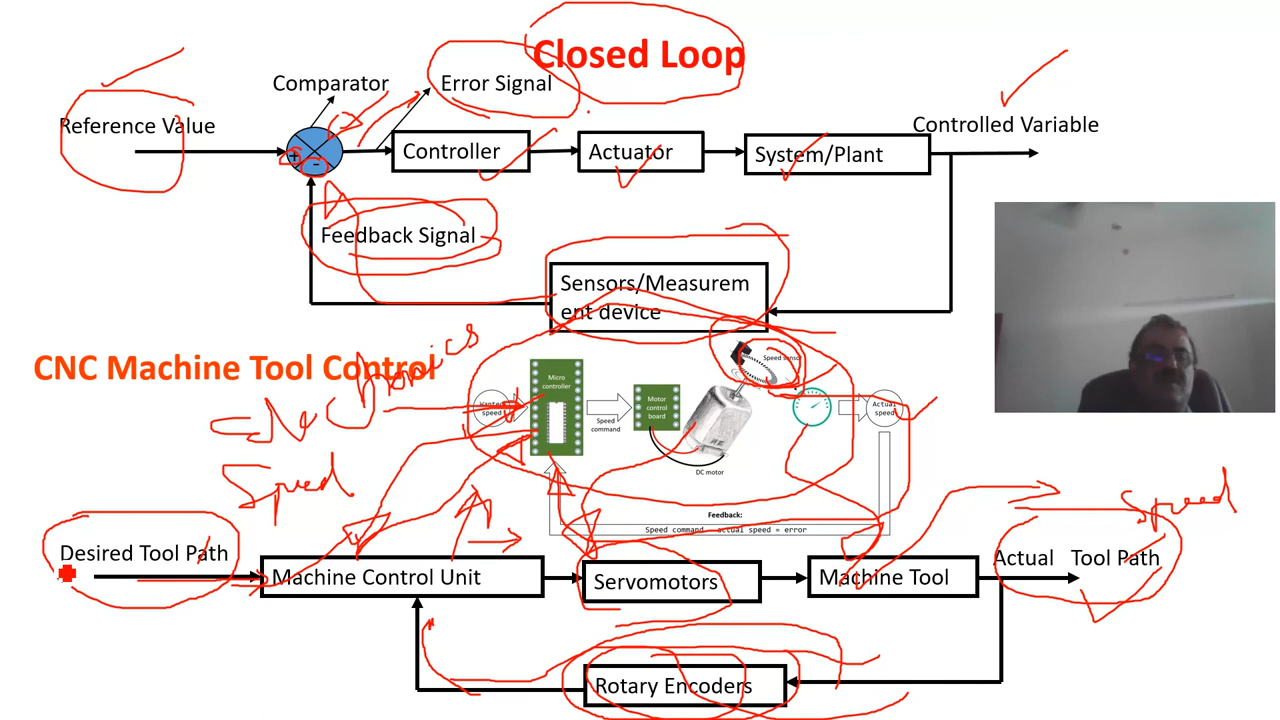 Closed Loop
Comparator
Error Signal
Reference Value
Controlled Variable
+
-
Controller
Actuator
System/Plant
Feedback Signal
Sensors/Measurem
ent device
CNC Machine Tool Control
Micro
controller
Speed
command
Motor
control
board
Speed sensor
DC motor
Actual
speed
Feedback:
Speed command - actual speed = error
Speed
Speed
Desired Tool Path
Machine Control Unit
Servomotors
Machine Tool
Actual Tool Path
Rotary Encoders